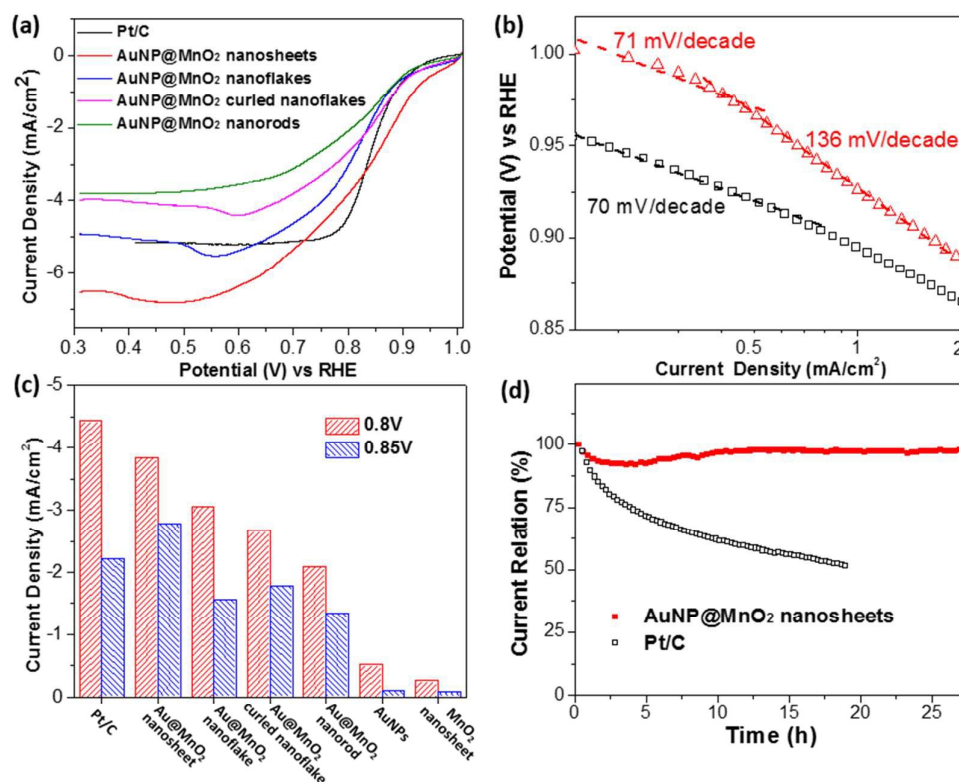 (a)
Pt/C
AuNP@MnO₂ nanosheets
AuNP@MnO₂ nanoflakes
AuNP@MnO₂ curled nanoflakes
AuNP@MnO₂ nanorods
0
-2
-4
-6
Current Density (mA/cm²)
0.3 0.4 0.5 0.6 0.7 0.8 0.9 1.0
Potential (V) vs RHE
(b)
71 mV/decade
136 mV/decade
70 mV/decade
1.00
0.95
0.90
0.85
Potential (V) vs RHE
0.5 1 2
Current Density (mA/cm²)
(c)
0.8V
0.85V
-5
-4
-3
-2
-1
0
Current Density (mA/cm²)
Pt/C
Au@MnO₂
nanosheet
Au@MnO₂
nanoflake
Au@MnO₂
curled nanoflake
Au@MnO₂
nanorod
AuNPs
MnO₂
nanosheet
(d)
100
75
50
25
0
Current Relation (%)
AuNP@MnO₂ nanosheets
Pt/C
0 5 10 15 20 25
Time (h)